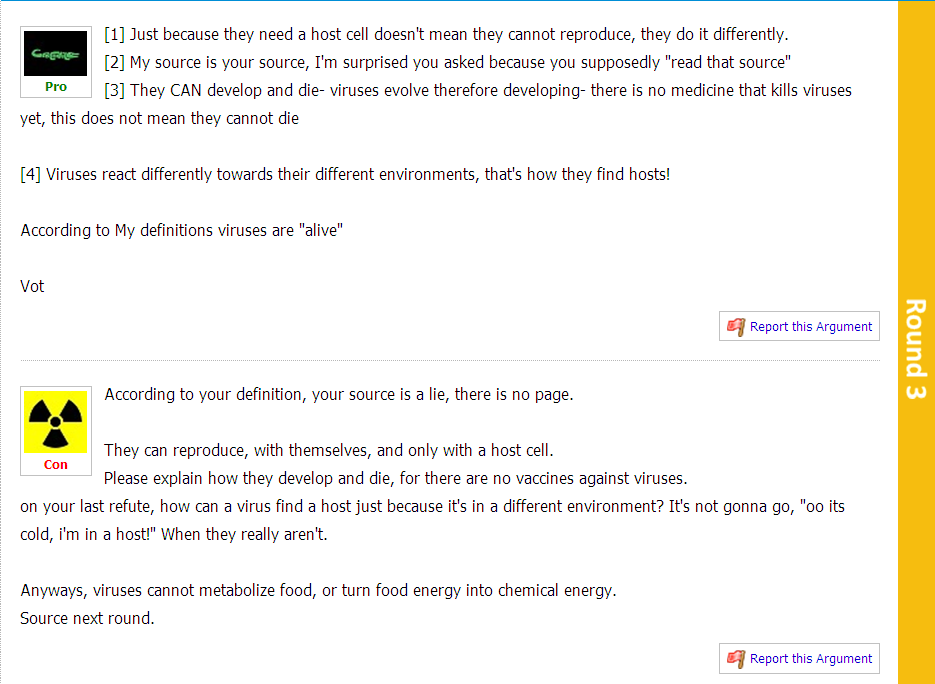 [1] Just because they need a host cell doesn't mean they cannot reproduce, they do it differently.
[2] My source is your source, I'm surprised you asked because you supposedly "read that source"
Pro
[3] They CAN develop and die- viruses evolve therefore developing- there is no medicine that kills viruses
yet, this does not mean they cannot die
[4] Viruses react differently towards their different environments, that's how they find hosts!
According to My definitions viruses are "alive"
Vot
Report this Argument
Round 3
According to your definition, your source is a lie, there is no page.
They can reproduce, with themselves, and only with a host cell.
Con
Please explain how they develop and die, for there are no vaccines against viruses.
on your last refute, how can a virus find a host just because it's in a different environment? It's not gonna go, "oo its
cold, i'm in a host!" When they really aren't.
Anyways, viruses cannot metabolize food, or turn food energy into chemical energy.
Source next round.
Report this Argument